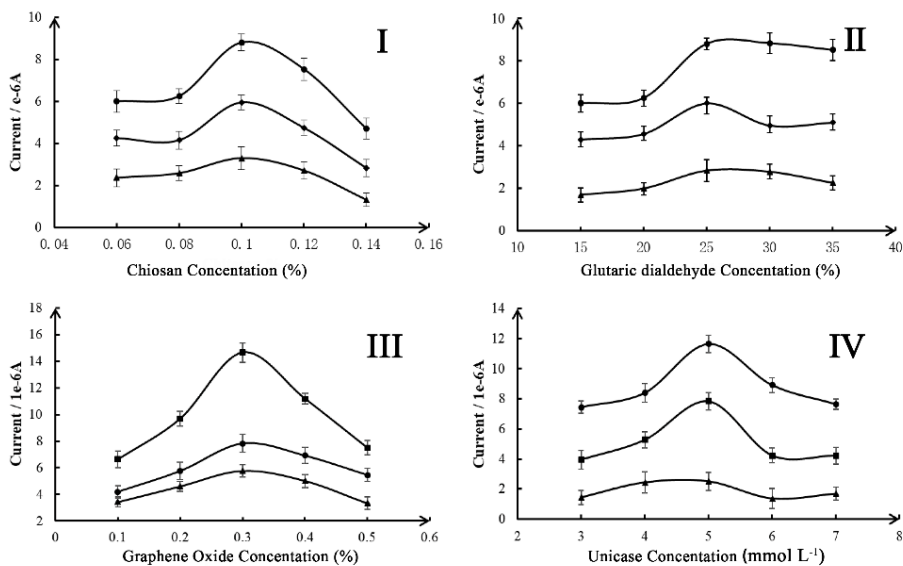 I
10
8
6
4
2
0
Current / e-6A
0.04 0.06 0.08 0.1 0.12 0.14 0.16
Chiosan Concentation (%)
II
10
8
6
4
2
0
Current / e-6A
10 15 20 25 30 35 40
Glutaric dialdehyde Concentation (%)
III
18
16
14
12
10
8
6
4
2
Current / 1e-6A
0 0.1 0.2 0.3 0.4 0.5 0.6
Graphene Oxide Concentation (%)
IV
14
12
10
8
6
4
2
0
Current / 1e-6A
2 3 4 5 6 7 8
Unicase Concentation (mmol L⁻¹)